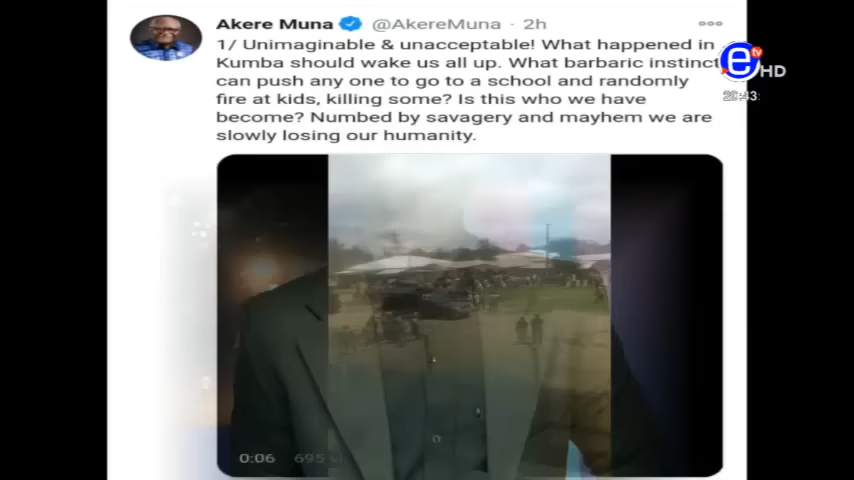 Akere Muna @AkereMuna · 2h
1/ Unimaginable & unacceptable! What happened in
Kumba should wake us all up. What barbaric instinct
can push any one to go to a school and randomly
fire at kids, killing some? Is this who we have
become? Numbed by savagery and mayhem we are
slowly losing our humanity.
e tv HD
0:06 695